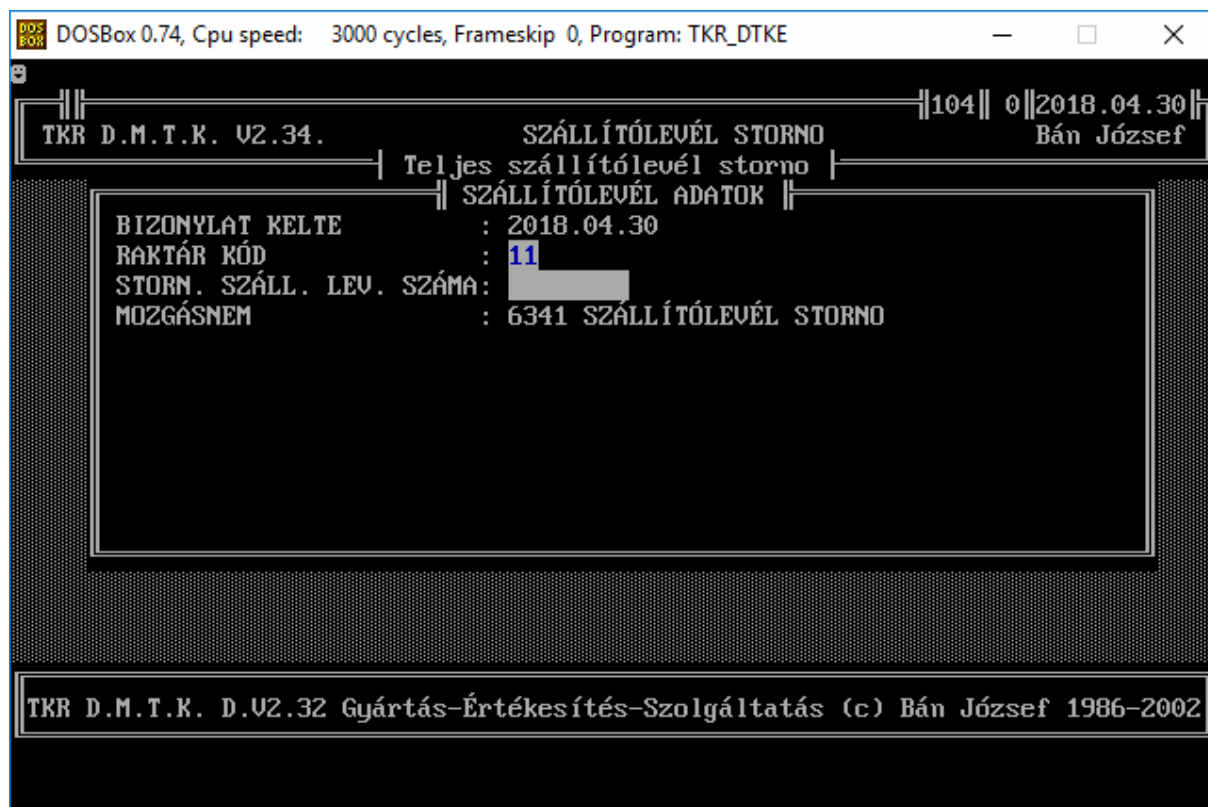 DOS BOX DOSBox 0.74, Cpu speed: 3000 cycles, Frameskip 0, Program: TKR_DTKE
104 0 2018.04.30
TKR D.M.T.K. V2.34. SZÁLLÍTÓLEVÉL STORNO Bán József
Teljes szállítólevél storno
SZÁLLÍTÓLEVÉL ADATOK
BIZONYLAT KELTE : 2018.04.30
RAKTÁR KÓD : 11
STORN. SZÁLL. LEV. SZÁMA:
MOZGÁSNEM : 6341 SZÁLLÍTÓLEVÉL STORNO
TKR D.M.T.K. D.V2.32 Gyártás-Értékesítés-Szolgáltatás (c) Bán József 1986-2002